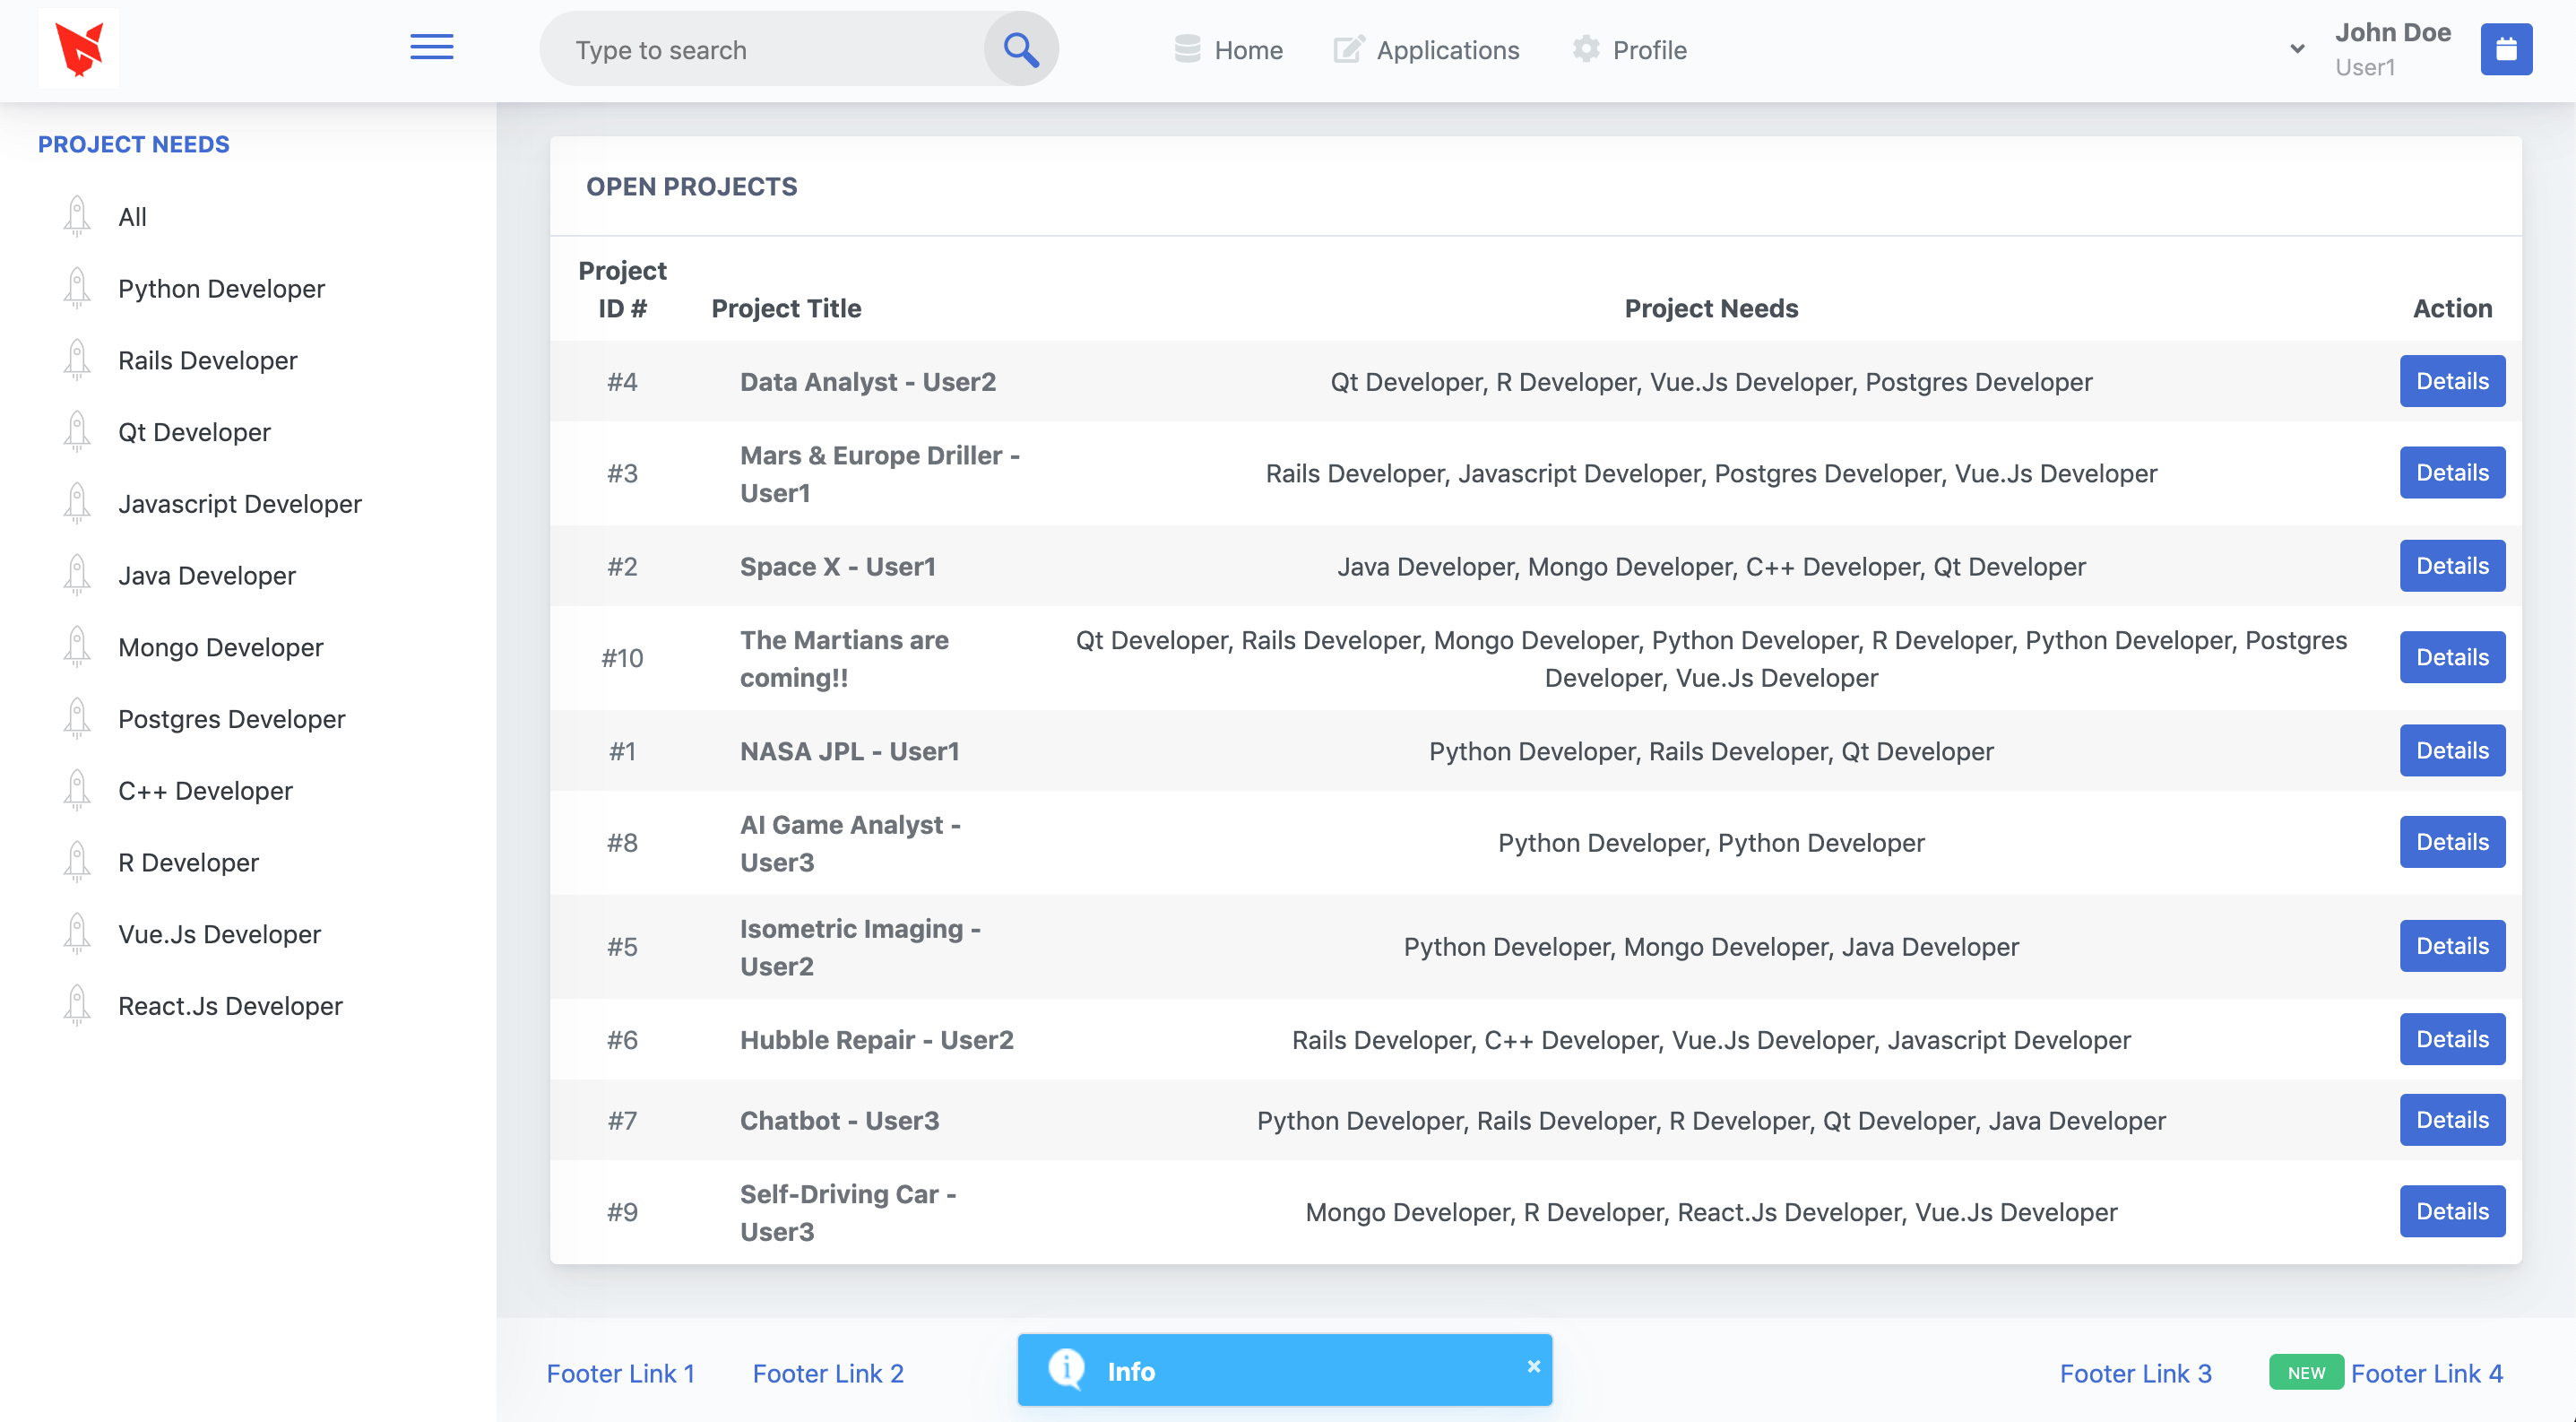 Type to search
Home
Applications
Profile
John Doe
User1
PROJECT NEEDS
All
Python Developer
Rails Developer
Qt Developer
Javascript Developer
Java Developer
Mongo Developer
Postgres Developer
C++ Developer
R Developer
Vue.Js Developer
React.Js Developer
OPEN PROJECTS
Project
ID #
Project Title
Project Needs
Action
#4
Data Analyst - User2
Qt Developer, R Developer, Vue.Js Developer, Postgres Developer
Details
#3
Mars & Europe Driller -
User1
Rails Developer, Javascript Developer, Postgres Developer, Vue.Js Developer
Details
#2
Space X - User1
Java Developer, Mongo Developer, C++ Developer, Qt Developer
Details
#10
The Martians are
coming!!
Qt Developer, Rails Developer, Mongo Developer, Python Developer, R Developer, Python Developer, Postgres
Developer, Vue.Js Developer
Details
#1
NASA JPL - User1
Python Developer, Rails Developer, Qt Developer
Details
#8
AI Game Analyst -
User3
Python Developer, Python Developer
Details
#5
Isometric Imaging -
User2
Python Developer, Mongo Developer, Java Developer
Details
#6
Hubble Repair - User2
Rails Developer, C++ Developer, Vue.Js Developer, Javascript Developer
Details
#7
Chatbot - User3
Python Developer, Rails Developer, R Developer, Qt Developer, Java Developer
Details
#9
Self-Driving Car -
User3
Mongo Developer, R Developer, React.Js Developer, Vue.Js Developer
Details
Footer Link 1
Footer Link 2
Info
×
Footer Link 3
NEW
Footer Link 4